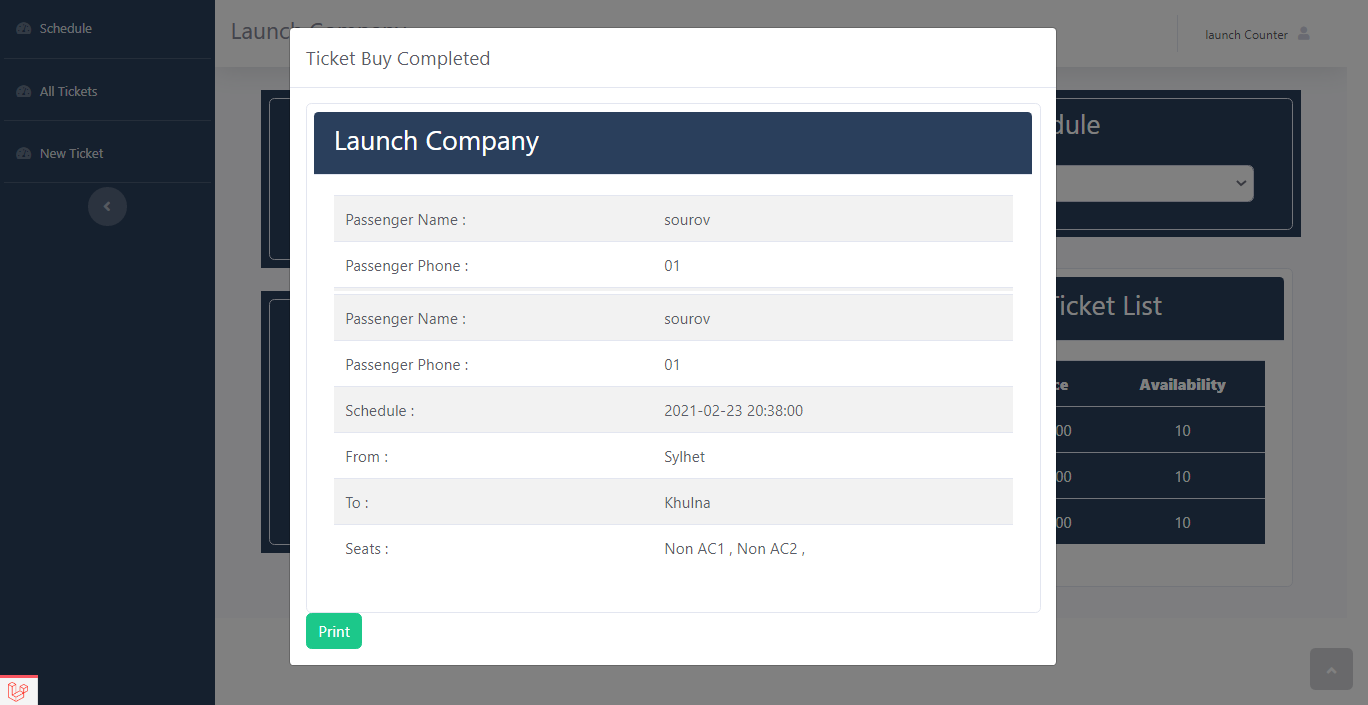 Schedule
All Tickets
New Ticket
Launch Company
launch Counter
Ticket Buy Completed
Launch Company
Passenger Name : sourov
Passenger Phone : 01
Passenger Name : sourov
Passenger Phone : 01
Schedule : 2021-02-23 20:38:00
From : Sylhet
To : Khulna
Seats : Non AC1 , Non AC2 ,
Print
dule
Ticket List
ce Availability
00 10
00 10
00 10